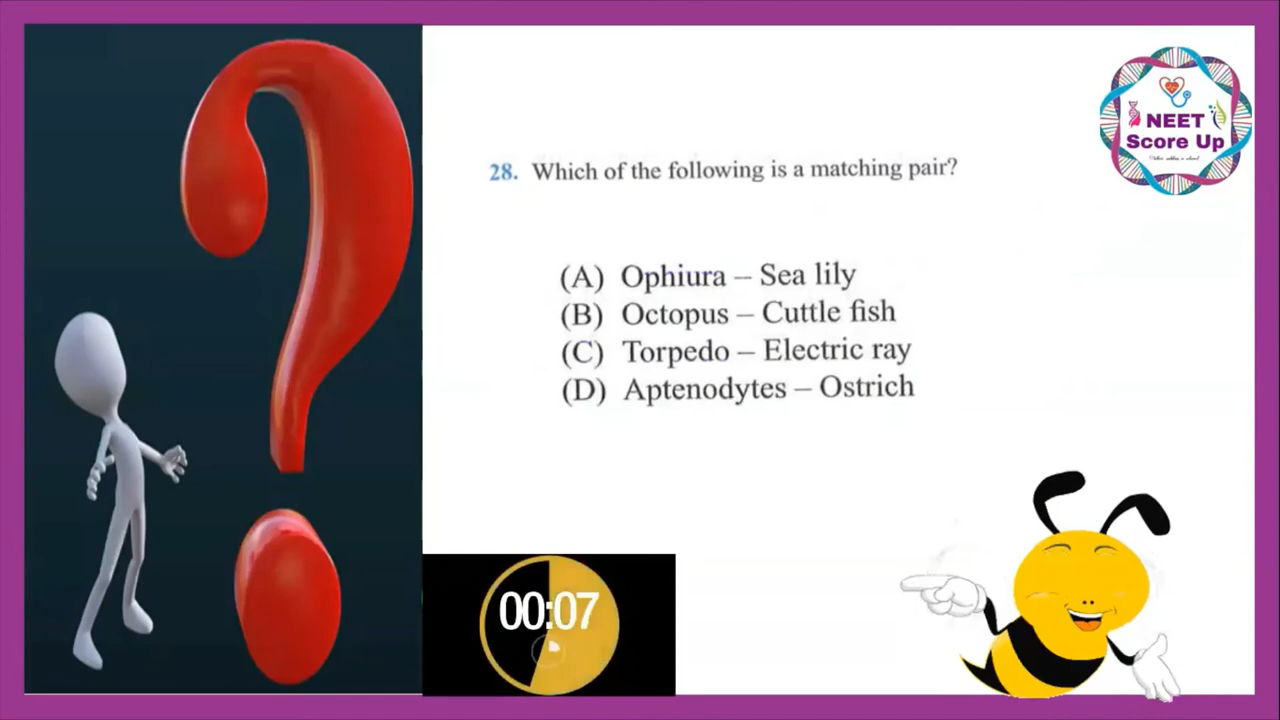 NEET
Score Up
28. Which of the following is a matching pair?
(A) Ophiura – Sea lily
(B) Octopus – Cuttle fish
(C) Torpedo – Electric ray
(D) Aptenodytes – Ostrich
00:07